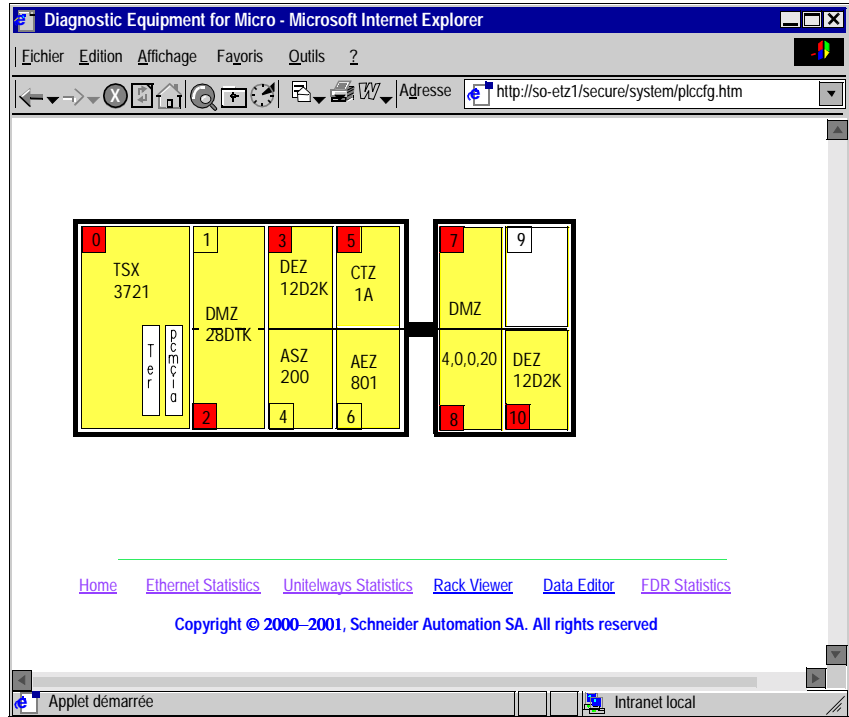 Diagnostic Equipment for Micro - Microsoft Internet Explorer
Fichier Edition Affichage Favoris Outils ?
Adresse http://so-etz1/secure/system/plccfg.htm
0 1 3 5 7 9
TSX
3721
DMZ
28DTK
DEZ
12D2K
CTZ
1A
DMZ
Ter
pcmçia
ASZ
200
AEZ
801
4,0,0,20
DEZ
12D2K
2 4 6 8 10
Home Ethernet Statistics Unitelways Statistics Rack Viewer Data Editor FDR Statistics
Copyright © 2000–2001, Schneider Automation SA. All rights reserved
Applet démarrée Intranet local